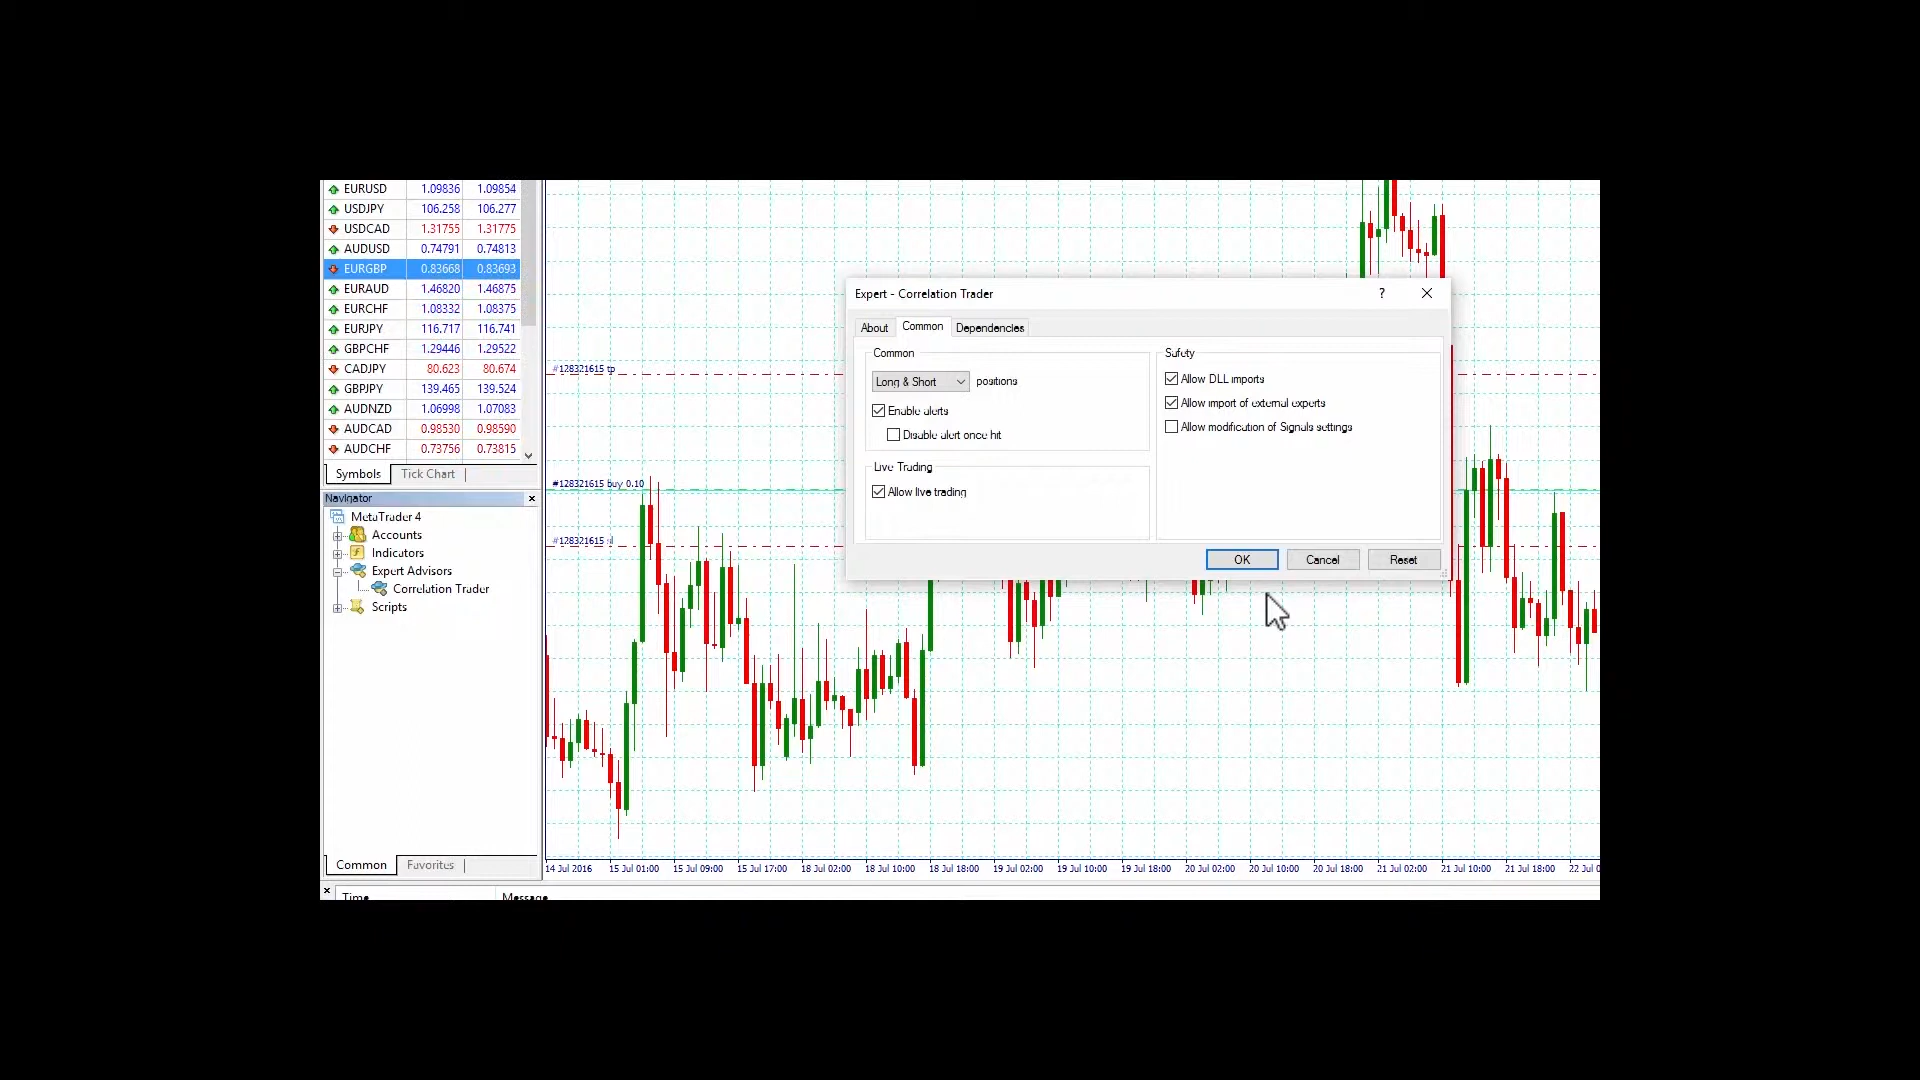 EURUSD 1.09836 1.09854
USDJPY 106.258 106.277
USDCAD 1.31755 1.31775
AUDUSD 0.74791 0.74813
EURGBP 0.83668 0.83693
EURAUD 1.46820 1.46875
EURCHF 1.08332 1.08375
EURJPY 116.717 116.741
GBPCHF 1.29446 1.29522
CADJPY 80.623 80.674
GBPJPY 139.465 139.524
AUDNZD 1.06998 1.07083
AUDCAD 0.98530 0.98590
AUDCHF 0.73756 0.73815
Symbols Tick Chart
Navigator
MetaTrader 4
Accounts
Indicators
Expert Advisors
Correlation Trader
Scripts
Common Favorites
Time Message
#128321615 tp
#128321615 buy 0.10
#128321615 sl
Expert - Correlation Trader ?
About Common Dependencies
Common
Long & Short positions
Enable alerts
Disable alert once hit
Live Trading
Allow live trading
Safety
Allow DLL imports
Allow import of external experts
Allow modification of Signals settings
OK Cancel Reset
14 Jul 2016 15 Jul 01:00 15 Jul 09:00 15 Jul 17:00 18 Jul 02:00 18 Jul 10:00 18 Jul 18:00 19 Jul 02:00 19 Jul 10:00 19 Jul 18:00 20 Jul 02:00 20 Jul 10:00 20 Jul 18:00 21 Jul 02:00 21 Jul 10:00 21 Jul 18:00 22 Jul